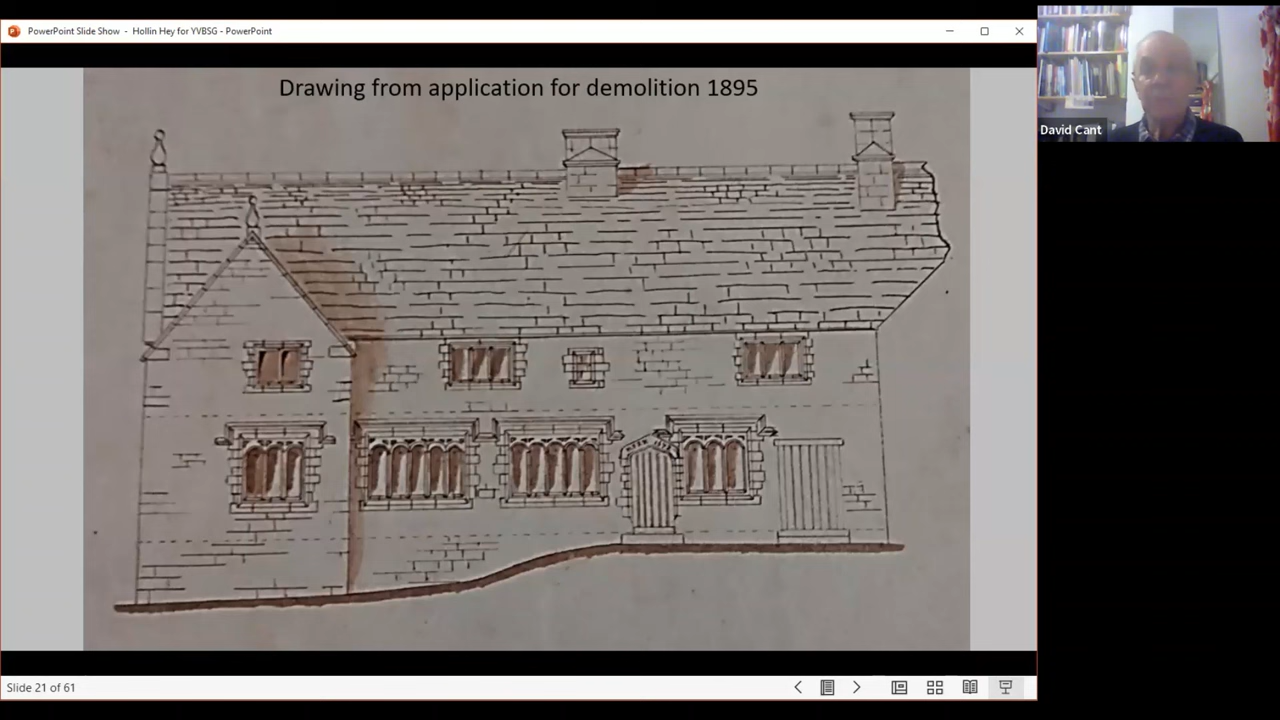 PowerPoint Slide Show - Hollin Hey for YVBSG - PowerPoint
Drawing from application for demolition 1895
David Cant
Slide 21 of 61